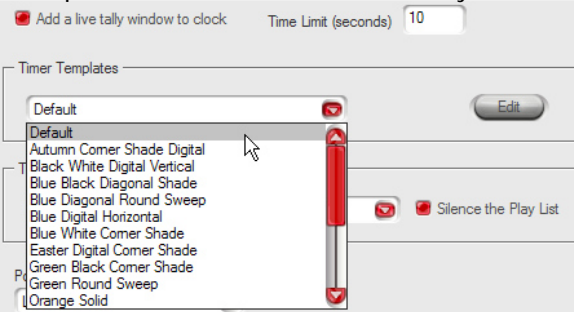 Add a live tally window to clock
Time Limit (seconds)
10
Timer Templates
Default
Edit
Default
Autumn Corner Shade Digital
Black White Digital Vertical
Blue Black Diagonal Shade
Blue Diagonal Round Sweep
Blue Digital Horizontal
Blue White Corner Shade
Easter Digital Corner Shade
Green Black Corner Shade
Green Round Sweep
Orange Solid
Silence the Play List